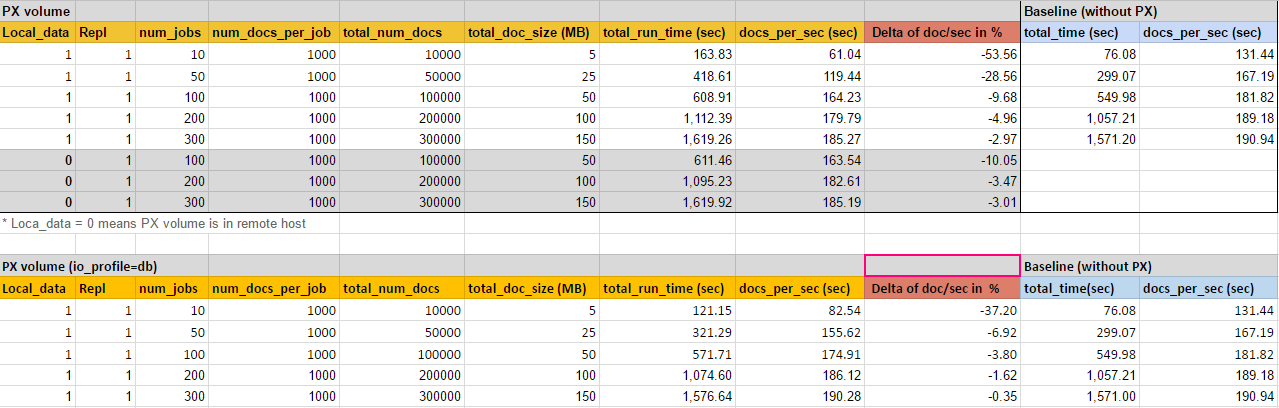 PX volume Baseline (without PX)
Local_data Repl num_jobs num_docs_per_job total_num_docs total_doc_size (MB) total_run_time (sec) docs_per_sec (sec) Delta of doc/sec in % total_time (sec) docs_per_sec (sec)
1 1 10 1000 10000 5 163.83 61.04 -53.56 76.08 131.44
1 1 50 1000 50000 25 418.61 119.44 -28.56 299.07 167.19
1 1 100 1000 100000 50 608.91 164.23 -9.68 549.98 181.82
1 1 200 1000 200000 100 1,112.39 179.79 -4.96 1,057.21 189.18
1 1 300 1000 300000 150 1,619.26 185.27 -2.97 1,571.20 190.94
0 1 100 1000 100000 50 611.46 163.54 -10.05
0 1 200 1000 200000 100 1,095.23 182.61 -3.47
0 1 300 1000 300000 150 1,619.92 185.19 -3.01
* Loca_data = 0 means PX volume is in remote host
PX volume (io_profile=db) Baseline (without PX)
Local_data Repl num_jobs num_docs_per_job total_num_docs total_doc_size (MB) total_run_time (sec) docs_per_sec (sec) Delta of doc/sec in % total_time(sec) docs_per_sec (sec)
1 1 10 1000 10000 5 121.15 82.54 -37.20 76.08 131.44
1 1 50 1000 50000 25 321.29 155.62 -6.92 299.07 167.19
1 1 100 1000 100000 50 571.71 174.91 -3.80 549.98 181.82
1 1 200 1000 200000 100 1,074.60 186.12 -1.62 1,057.21 189.18
1 1 300 1000 300000 150 1,576.64 190.28 -0.35 1,571.00 190.94